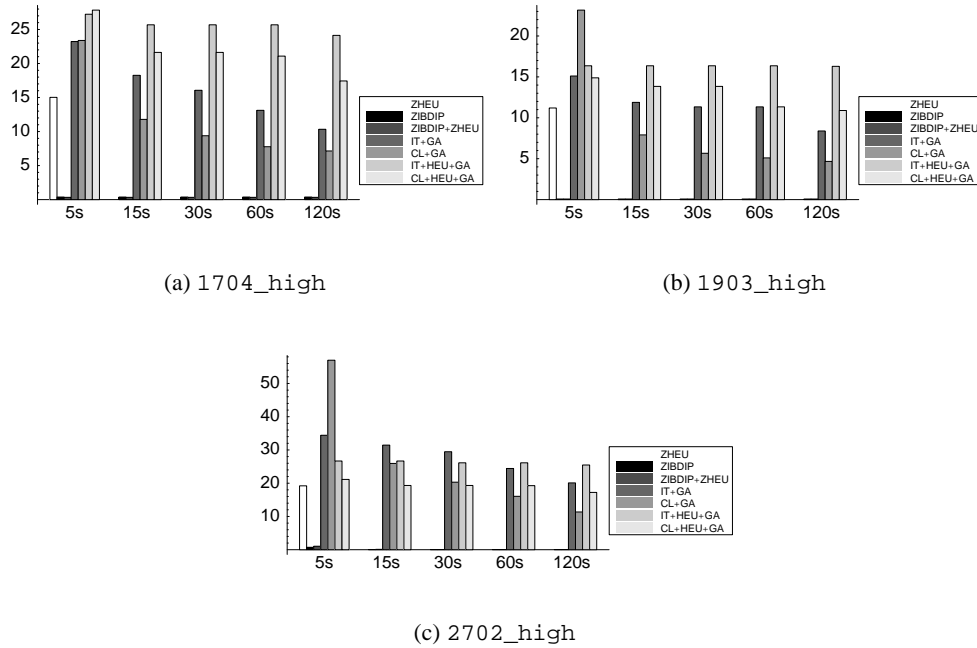 25
20
15
10
5
5s 15s 30s 60s 120s
ZHEU
ZIBDIP
ZIBDIP+ZHEU
IT+GA
CL+GA
IT+HEU+GA
CL+HEU+GA
(a) 1704_high
20
15
10
5
5s 15s 30s 60s 120s
ZHEU
ZIBDIP
ZIBDIP+ZHEU
IT+GA
CL+GA
IT+HEU+GA
CL+HEU+GA
(b) 1903_high
50
40
30
20
10
5s 15s 30s 60s 120s
ZHEU
ZIBDIP
ZIBDIP+ZHEU
IT+GA
CL+GA
IT+HEU+GA
CL+HEU+GA
(c) 2702_high